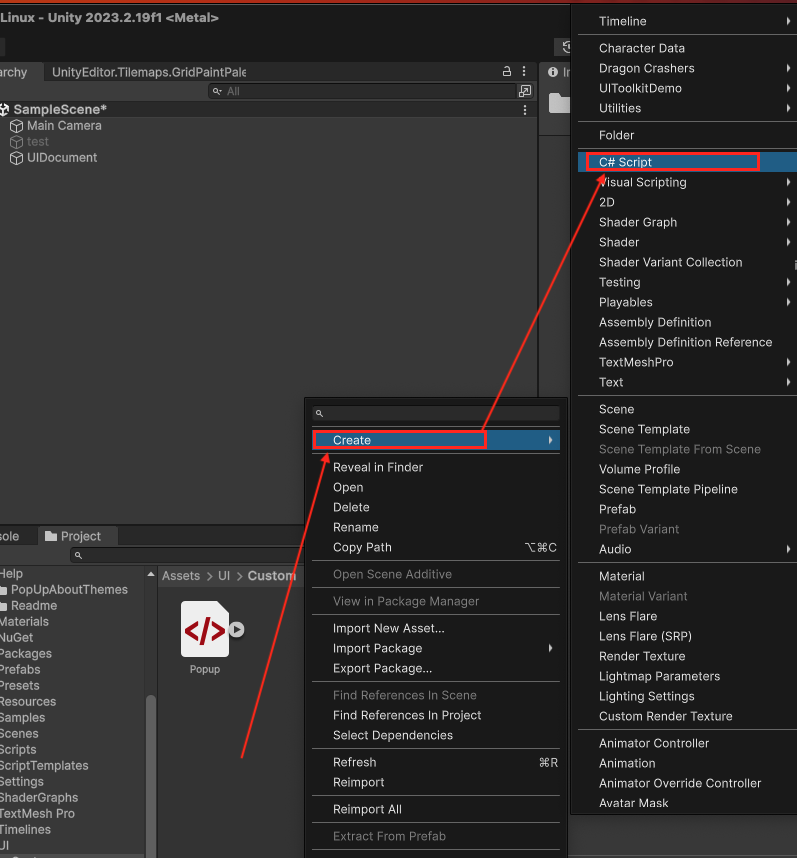 Linux - Unity 2023.2.19f1 <Metal>
archy
UnityEditor.Tilemaps.GridPaintPale
All
SampleScene*
Main Camera
test
UIDocument
Timeline
Character Data
Dragon Crashers
UIToolkitDemo
Utilities
Folder
C# Script
Visual Scripting
2D
Shader Graph
Shader
Shader Variant Collection
Testing
Playables
Assembly Definition
Assembly Definition Reference
TextMeshPro
Text
Scene
Scene Template
Scene Template From Scene
Volume Profile
Scene Template Pipeline
Prefab
Prefab Variant
Audio
Material
Material Variant
Lens Flare
Lens Flare (SRP)
Render Texture
Lightmap Parameters
Lighting Settings
Custom Render Texture
Animator Controller
Animation
Animator Override Controller
Avatar Mask
Create
Reveal in Finder
Open
Delete
Rename
Copy Path ⌥⌘C
Open Scene Additive
View in Package Manager
Import New Asset...
Import Package
Export Package...
Find References In Scene
Find References In Project
Select Dependencies
Refresh ⌘R
Reimport
Reimport All
Extract From Prefab
sole
Project
Help
PopUpAboutThemes
Readme
Materials
NuGet
Packages
Prefabs
Presets
Resources
Samples
Scenes
Scripts
ScriptTemplates
Settings
ShaderGraphs
TextMesh Pro
Timelines
UI
Assets > UI > Custom
</>
Popup